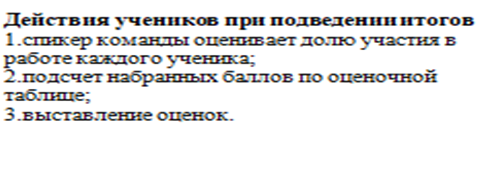 Действия учеников при подведении итогов
1.спикер команды оценивает долю участия в
работе каждого ученика;
2.подсчет набранных баллов по оценочной
таблице;
3.выставление оценок.